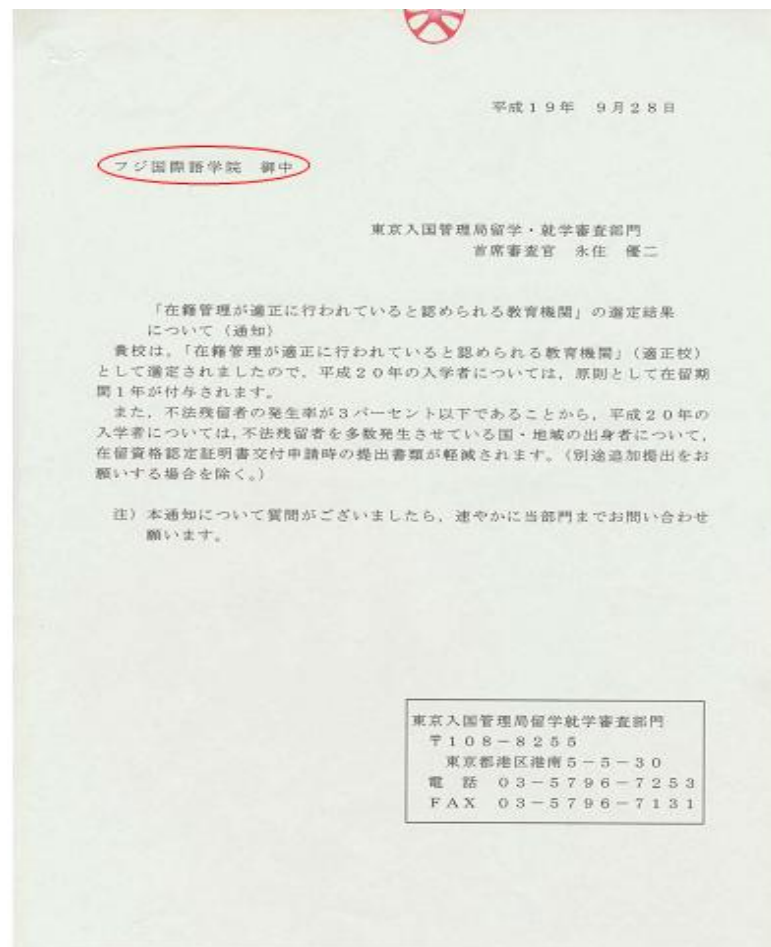 平成19年 9月28日
フジ国際語学院 御中
東京入国管理局留学・就学審査部門
首席審査官 永住 優二
「在籍管理が適正に行われていると認められる教育機関」の選定結果
について(通知)
貴校は,「在籍管理が適正に行われていると認められる教育機関」(適正校)
として選定されましたので,平成20年の入学者については,原則として在留期
間1年が付与されます。
また,不法残留者の発生率が3パーセント以下であることから,平成20年の
入学者については,不法残留者を多数発生させている国・地域の出身者について,
在留資格認定証明書交付申請時の提出書類が軽減されます。(別途追加提出をお
願いする場合を除く。)
注)本通知について質問がございましたら,速やかに当部門までお問い合わせ
願います。
東京入国管理局留学就学審査部門
〒108-8255
東京都港区港南5-5-30
電 話 03-5796-7253
FAX 03-5796-7131